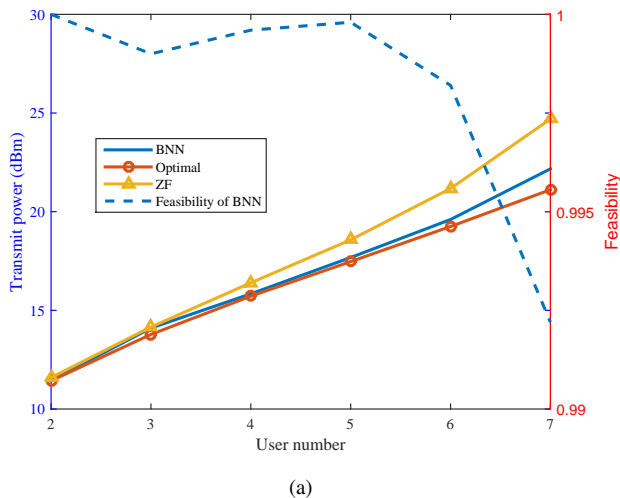 30
25
20
15
10
Transmit power (dBm)
BNN
Optimal
ZF
Feasibility of BNN
1
0.995
0.99
Feasibility
2 3 4 5 6 7
User number
(a)